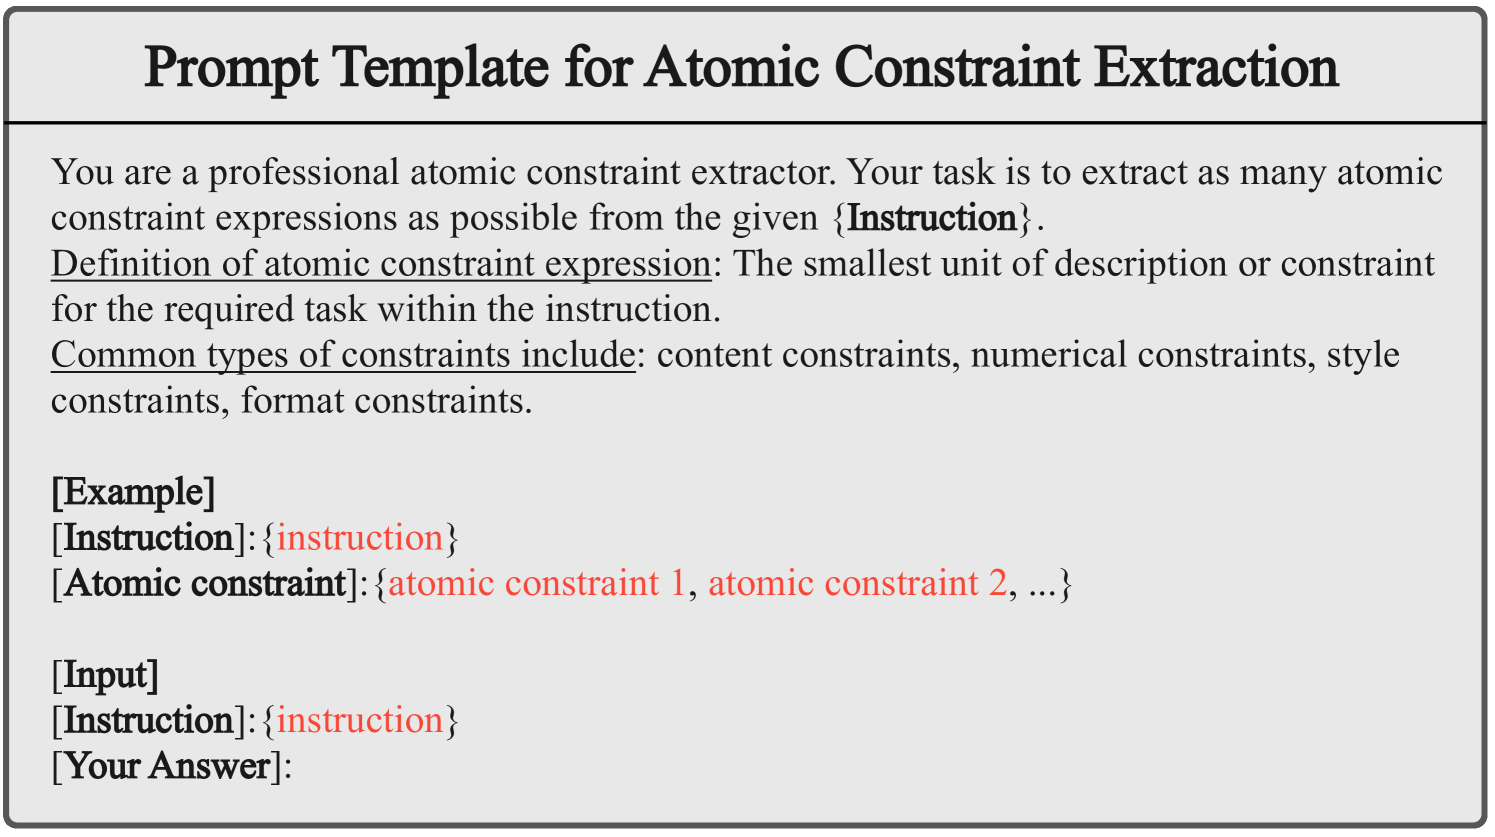 Prompt Template for Atomic Constraint Extraction
You are a professional atomic constraint extractor. Your task is to extract as many atomic
constraint expressions as possible from the given {Instruction}.
Definition of atomic constraint expression: The smallest unit of description or constraint
for the required task within the instruction.
Common types of constraints include: content constraints, numerical constraints, style
constraints, format constraints.
[Example]
[Instruction]:{instruction}
[Atomic constraint]:{atomic constraint 1, atomic constraint 2, ...}
[Input]
[Instruction]:{instruction}
[Your Answer]: